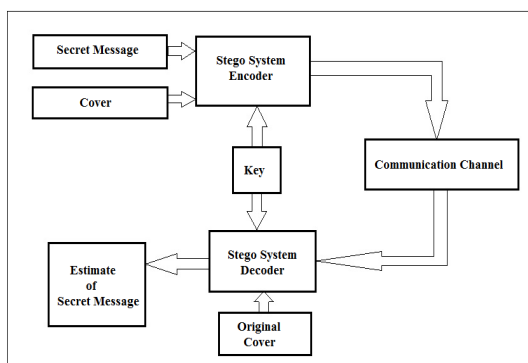 Secret Message
Stego System
Encoder
Cover
Communication Channel
Key
Stego System
Decoder
Estimate
of
Secret Message
Original
Cover